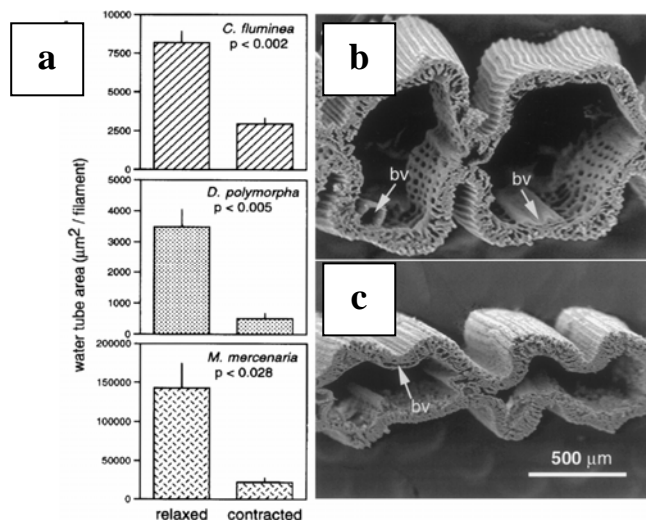 a
water tube area (μm² / filament)
C. fluminea
p < 0.002
10000
7500
5000
2500
0
D. polymorpha
p < 0.005
5000
4000
3000
2000
1000
0
M. mercenaria
p < 0.028
200000
150000
100000
50000
0
relaxed contracted
b
bv bv
c
bv
500 μm